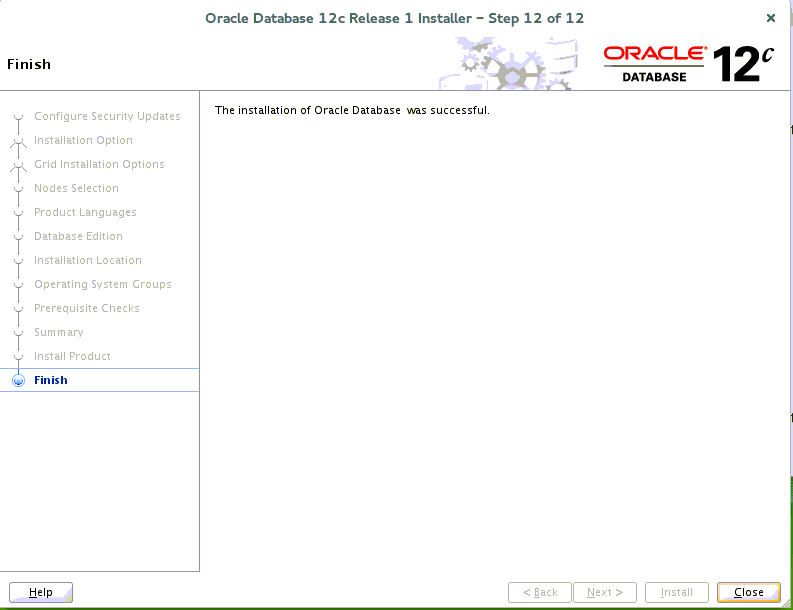 Oracle Database 12c Release 1 Installer - Step 12 of 12
Finish
ORACLE®
DATABASE
12c
Configure Security Updates
Installation Option
Grid Installation Options
Nodes Selection
Product Languages
Database Edition
Installation Location
Operating System Groups
Prerequisite Checks
Summary
Install Product
Finish
The installation of Oracle Database  was successful.
Help
< Back
Next >
Install
Close